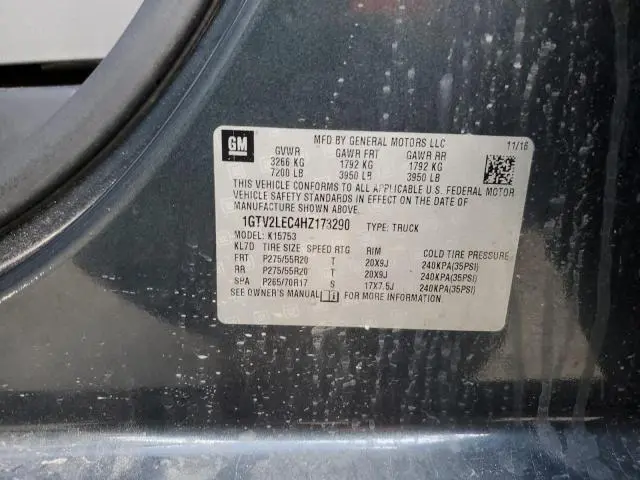 GM
MFD BY GENERAL MOTORS LLC 11/16
GVWR GAWR FRT GAWR RR
3266 KG 1792 KG 1792 KG
7200 LB 3950 LB 3950 LB
THIS VEHICLE CONFORMS TO ALL APPLICABLE U.S. FEDERAL MOTOR
VEHICLE SAFETY STANDARDS IN EFFECT ON THE DATE OF
MANUFACTURE SHOWN ABOVE.
1GTV2LEC4HZ173290 TYPE: TRUCK
MODEL: K15753
KL7D TIRE SIZE SPEED RTG RIM COLD TIRE PRESSURE
FRT P275/55R20 T 20X9J 240KPA(35PSI)
RR P275/55R20 T 20X9J 240KPA(35PSI)
SPA P265/70R17 S 17X7.5J 240KPA(35PSI)
SEE OWNER'S MANUAL FOR MORE INFORMATION.